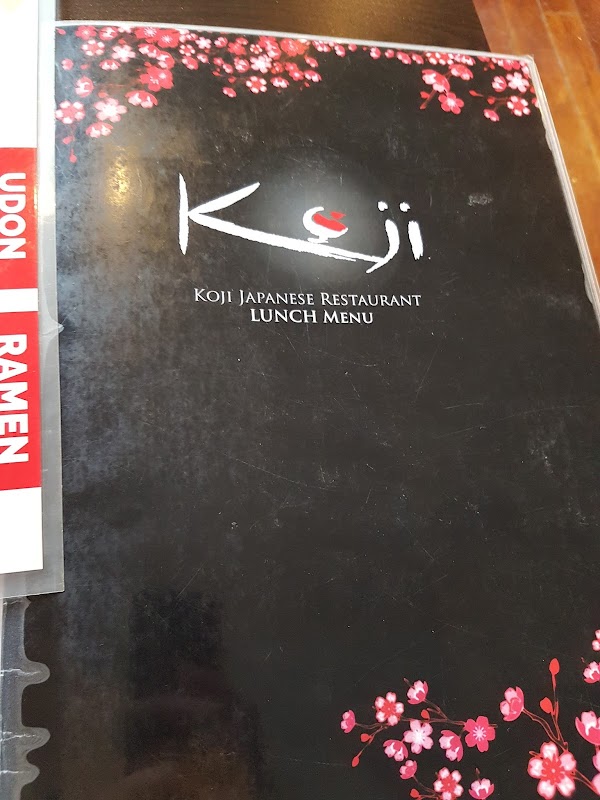 Koji
KOJI JAPANESE RESTAURANT
LUNCH MENU
UDON
RAMEN